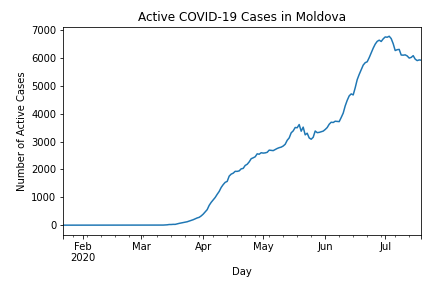 Active COVID-19 Cases in Moldova
Number of Active Cases
7000
6000
5000
4000
3000
2000
1000
0
Feb Mar Apr May Jun Jul
2020
Day